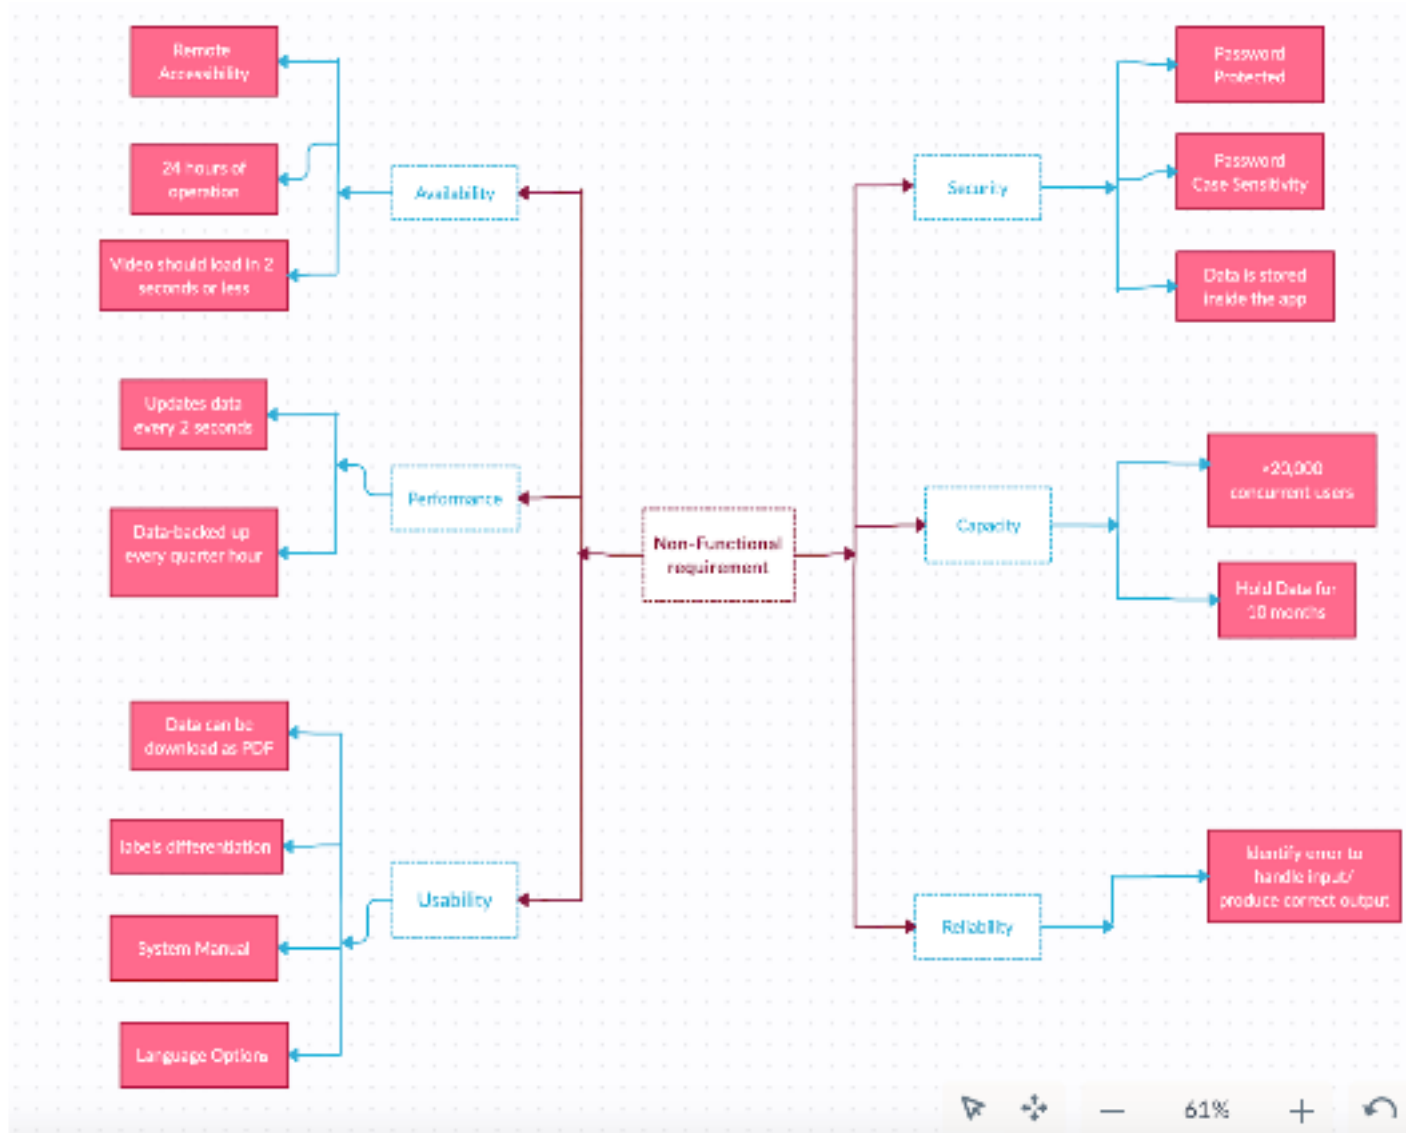 Remote
Accessibility
24 hours of
operation
Video should load in 2
seconds or less
Availability
Updates data
every 2 seconds
Data-backed up
every quarter hour
Performance
Data can be
download as PDF
labels differentiation
System Manual
Language Options
Usability
Non-Functional
requirement
Security
Password
Protected
Password
Case Sensitivity
Data is stored
inside the app
Capacity
20,000
concurrent users
Hold Data for
10 months
Reliability
Identify error to
handle input/
produce correct output
61%